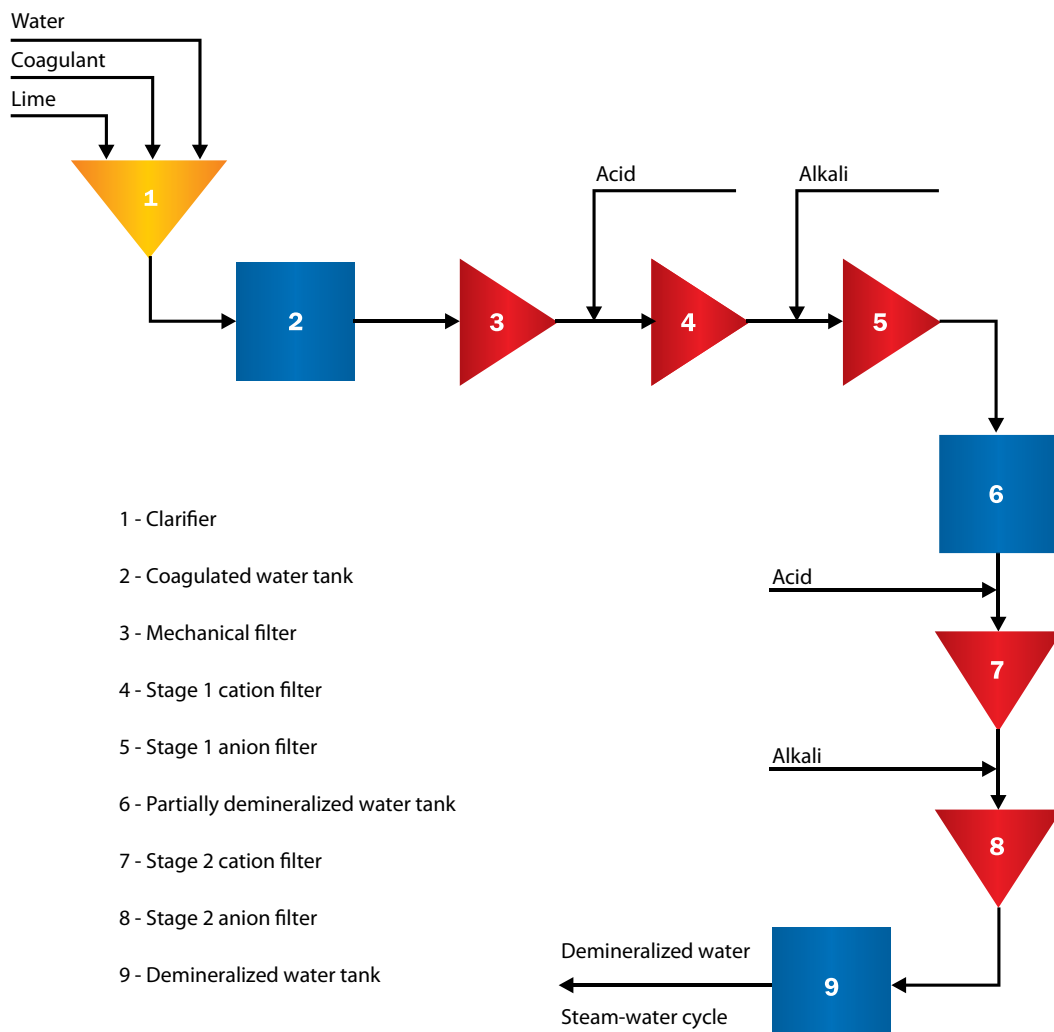 Water
Coagulant
Lime
1
Acid
Alkali
2
3
4
5
6
1 - Clarifier
2 - Coagulated water tank
3 - Mechanical filter
4 - Stage 1 cation filter
5 - Stage 1 anion filter
6 - Partially demineralized water tank
7 - Stage 2 cation filter
8 - Stage 2 anion filter
9 - Demineralized water tank
Acid
7
Alkali
8
Demineralized water
9
Steam-water cycle